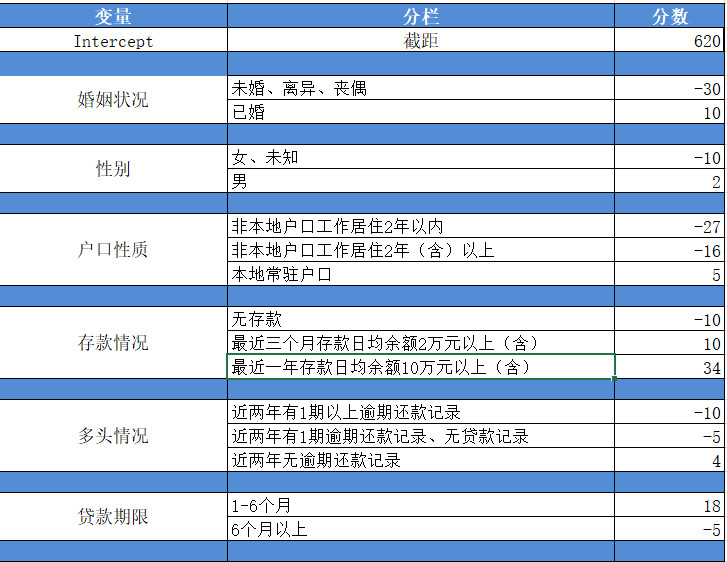 变量 分栏 分数
Intercept 截距 620
婚姻状况
未婚、离异、丧偶 -30
已婚 10
性别
女、未知 -10
男 2
户口性质
非本地户口工作居住2年以内 -27
非本地户口工作居住2年（含）以上 -16
本地常驻户口 5
存款情况
无存款 -10
最近三个月存款日均余额2万元以上（含） 10
最近一年存款日均余额10万元以上（含） 34
多头情况
近两年有1期以上逾期还款记录 -10
近两年有1期逾期还款记录、无贷款记录 -5
近两年无逾期还款记录 4
贷款期限
1-6个月 18
6个月以上 -5